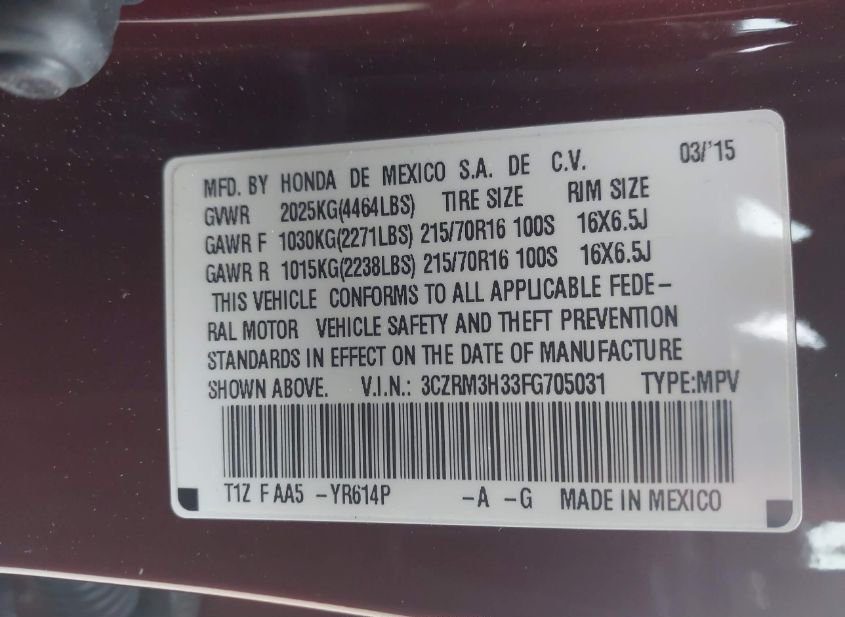 MFD. BY HONDA DE MEXICO S.A. DE C.V. 03/'15
GVWR 2025KG(4464LBS) TIRE SIZE RIM SIZE
GAWR F 1030KG(2271LBS) 215/70R16 100S 16X6.5J
GAWR R 1015KG(2238LBS) 215/70R16 100S 16X6.5J
THIS VEHICLE CONFORMS TO ALL APPLICABLE FEDE-
RAL MOTOR VEHICLE SAFETY AND THEFT PREVENTION
STANDARDS IN EFFECT ON THE DATE OF MANUFACTURE
SHOWN ABOVE. V.I.N.: 3CZRM3H33FG705031 TYPE:MPV
T1Z F AA5 -YR614P -A -G MADE IN MEXICO